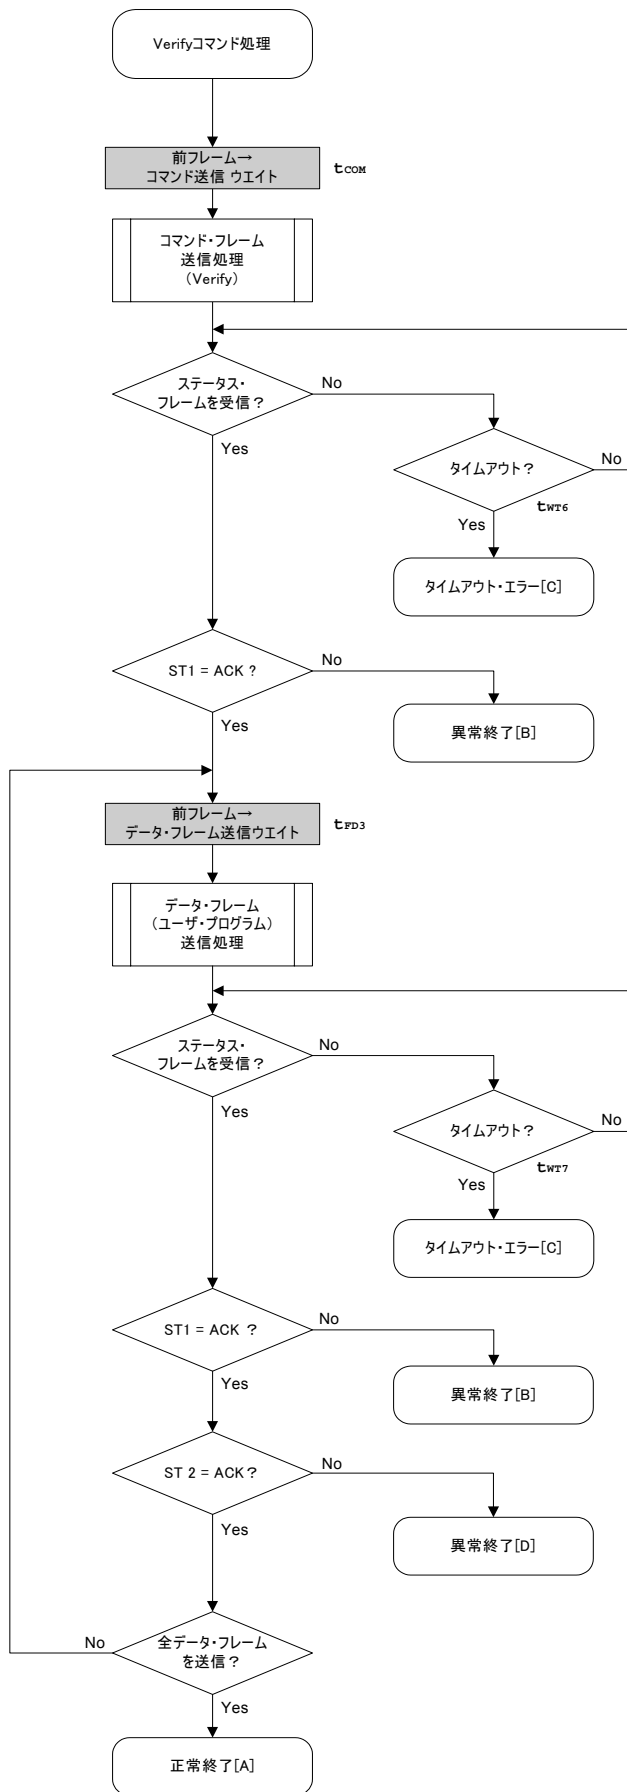 Verifyコマンド処理
前フレーム→
コマンド送信 ウエイト
tCOM
コマンド・フレーム
送信処理
（Verify）
ステータス・
フレームを受信？
No
Yes
タイムアウト？
No
tWT6
Yes
タイムアウト・エラー[C]
ST1 = ACK ?
No
Yes
異常終了[B]
前フレーム→
データ・フレーム送信ウエイト
tFD3
データ・フレーム
（ユーザ・プログラム）
送信処理
ステータス・
フレームを受信？
No
Yes
タイムアウト？
No
tWT7
Yes
タイムアウト・エラー[C]
ST1 = ACK ？
No
Yes
異常終了[B]
ST 2 = ACK？
No
Yes
異常終了[D]
全データ・フレーム
を送信？
No
Yes
正常終了[A]